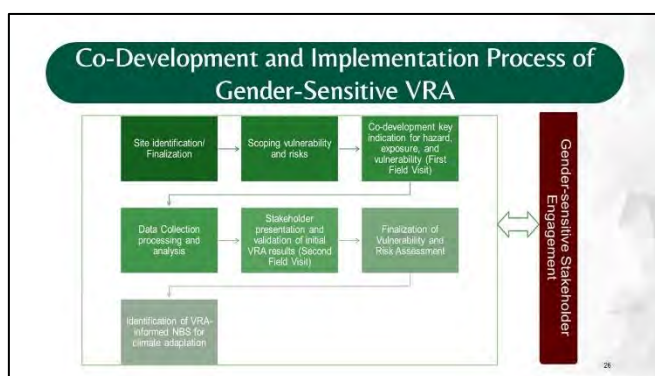 Co-Development and Implementation Process of
Gender-Sensitive VRA
Site identification/
Finalization
Scoping vulnerability
and risks
Co-development key
indication for hazard,
exposure, and
vulnerability (First
Field Visit)
Data Collection
processing and
analysis
Stakeholder
presentation and
validation of initial
VRA results (Second
Field Visit)
Finalization of
Vulnerability and
Risk Assessment
Identification of VRA-
informed NBS for
climate adaptation
Gender-sensitive Stakeholder
Engagement
26